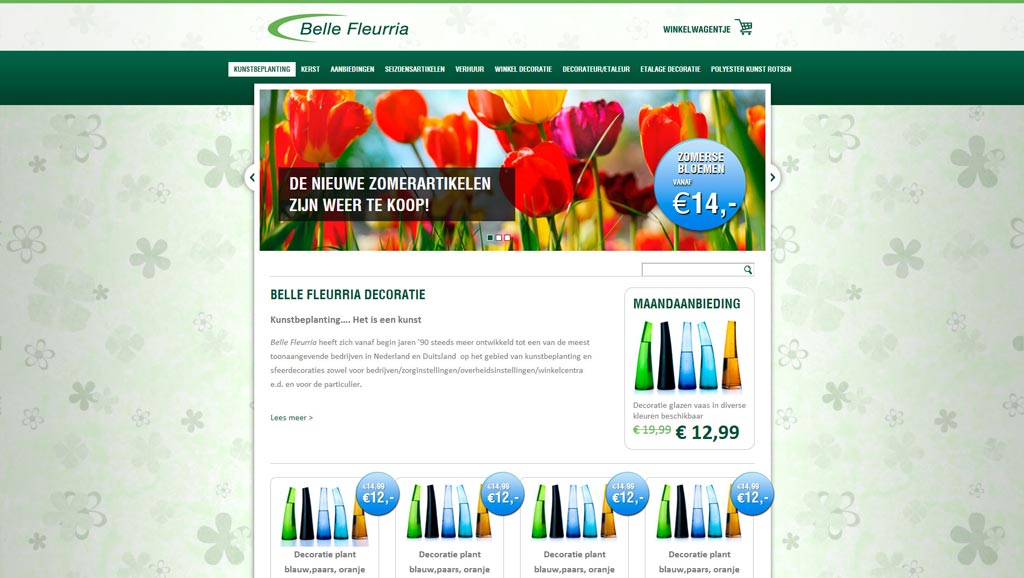 Belle Fleurria
WINKELWAGENTJE
KUNSTBEPLANTING KERST AANBIEDINGEN SEIZOENSARTIKELEN VERHUUR WINKEL DECORATIE DECORATEUR/ETALEUR ETALAGE DECORATIE POLYESTER KUNST ROTSEN
DE NIEUWE ZOMERARTIKELEN
ZIJN WEER TE KOOP!
ZOMERSE
BLOEMEN
VANAF
€14,-
BELLE FLEURRIA DECORATIE
Kunstbeplanting.... Het is een kunst
Belle Fleurria heeft zich vanaf begin jaren '90 steeds meer ontwikkeld tot een van de meest
toonaangevende bedrijven in Nederland en Duitsland op het gebied van kunstbeplanting en
sfeerdecoraties zowel voor bedrijven/zorginstellingen/overheidsinstellingen/winkelcentra
e.d. en voor de particulier.
Lees meer >
MAANDAANBIEDING
Decoratie glazen vaas in diverse
kleuren beschikbaar
€ 19,99 € 12,99
€14,99
€12,-
Decoratie plant
blauw,paars, oranje
€14,99
€12,-
Decoratie plant
blauw,paars, oranje
€14,99
€12,-
Decoratie plant
blauw,paars, oranje
€14,99
€12,-
Decoratie plant
blauw,paars, oranje